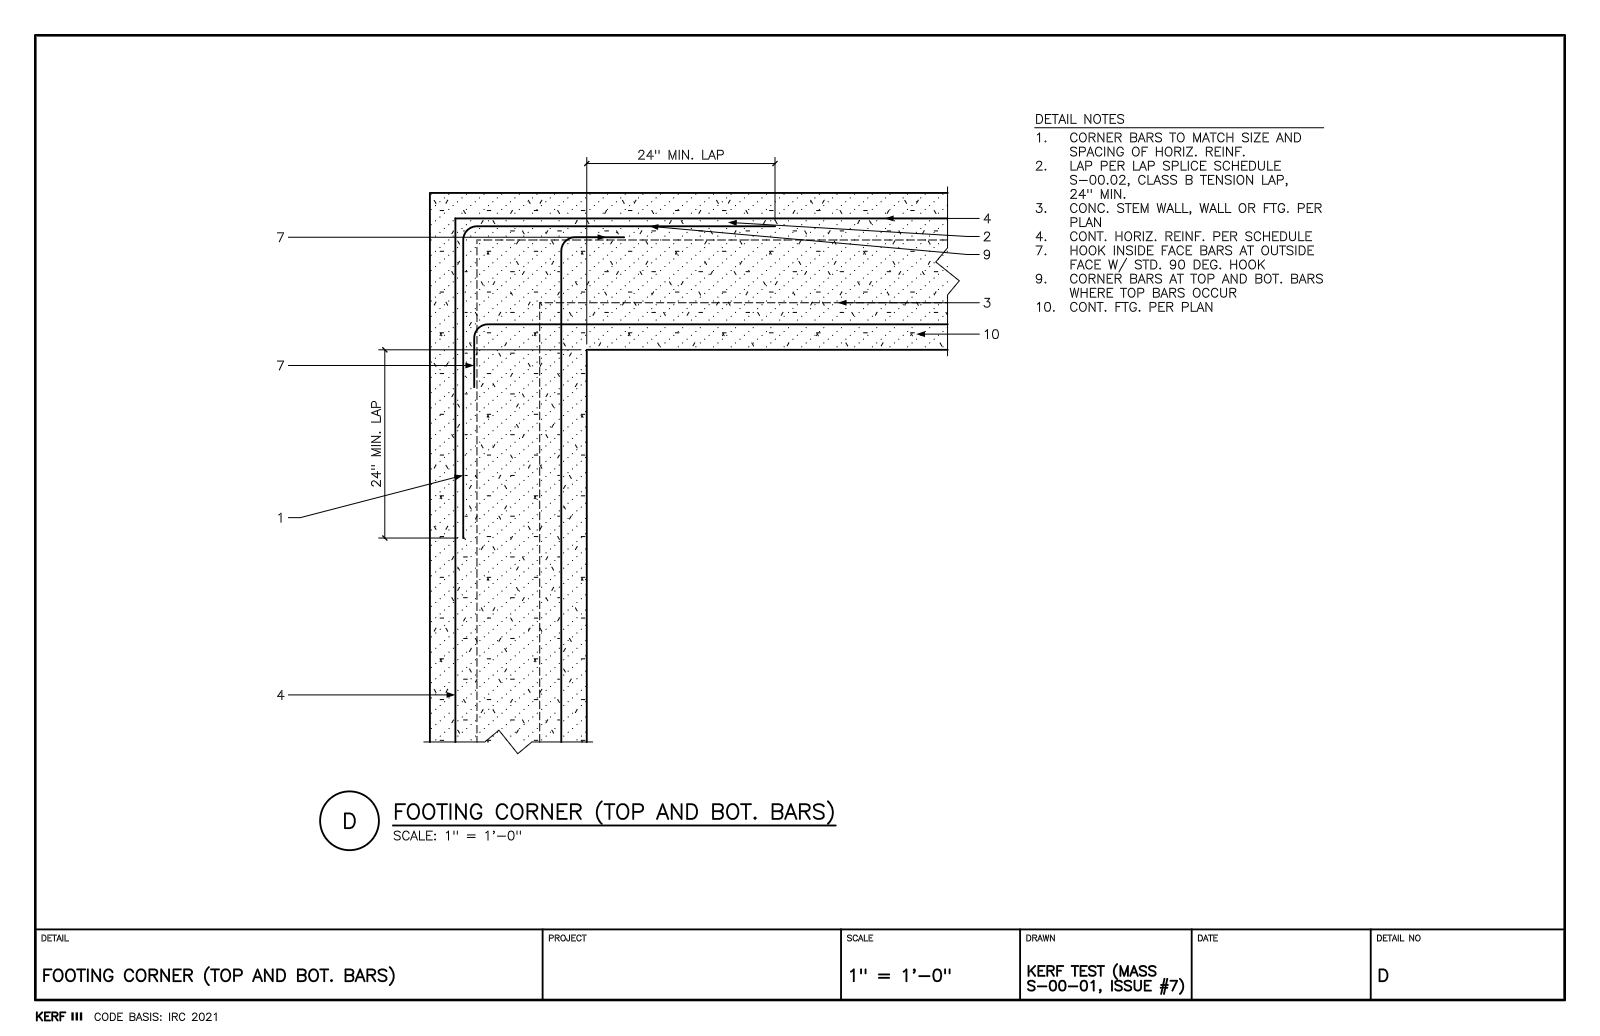 DETAIL NOTES
1. CORNER BARS TO MATCH SIZE AND
SPACING OF HORIZ. REINF.
2. LAP PER LAP SPLICE SCHEDULE
S-00.02, CLASS B TENSION LAP,
24" MIN.
3. CONC. STEM WALL, WALL OR FTG. PER
PLAN
4. CONT. HORIZ. REINF. PER SCHEDULE
7. HOOK INSIDE FACE BARS AT OUTSIDE
FACE W/ STD. 90 DEG. HOOK
9. CORNER BARS AT TOP AND BOT. BARS
WHERE TOP BARS OCCUR
10. CONT. FTG. PER PLAN
24" MIN. LAP
4
7
2
9
3
10
7
24" MIN. LAP
1
4
D
FOOTING CORNER (TOP AND BOT. BARS)
SCALE: 1" = 1'-0"
DETAIL
FOOTING CORNER (TOP AND BOT. BARS)
PROJECT
SCALE
1" = 1'-0"
DRAWN
KERF TEST (MASS
S-00-01, ISSUE #7)
DATE
DETAIL NO
D
KERF III CODE BASIS: IRC 2021